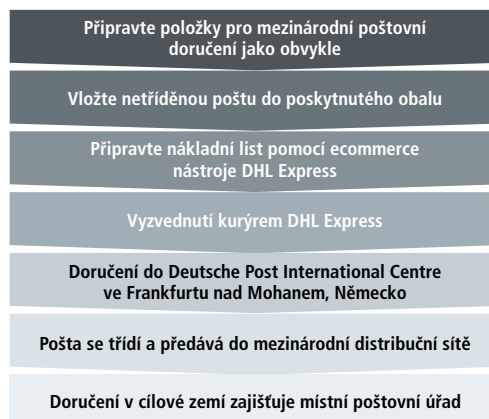 Připravte položky pro mezinárodní poštovní
doručení jako obvykle
Vložte netříděnou poštu do poskytnutého obalu
Připravte nákladní list pomocí ecommerce
nástroje DHL Express
Vyzvednutí kurýrem DHL Express
Doručení do Deutsche Post International Centre
ve Frankfurtu nad Mohanem, Německo
Pošta se třídí a předává do mezinárodní distribuční sítě
Doručení v cílové zemí zajišťuje místní poštovní úřad